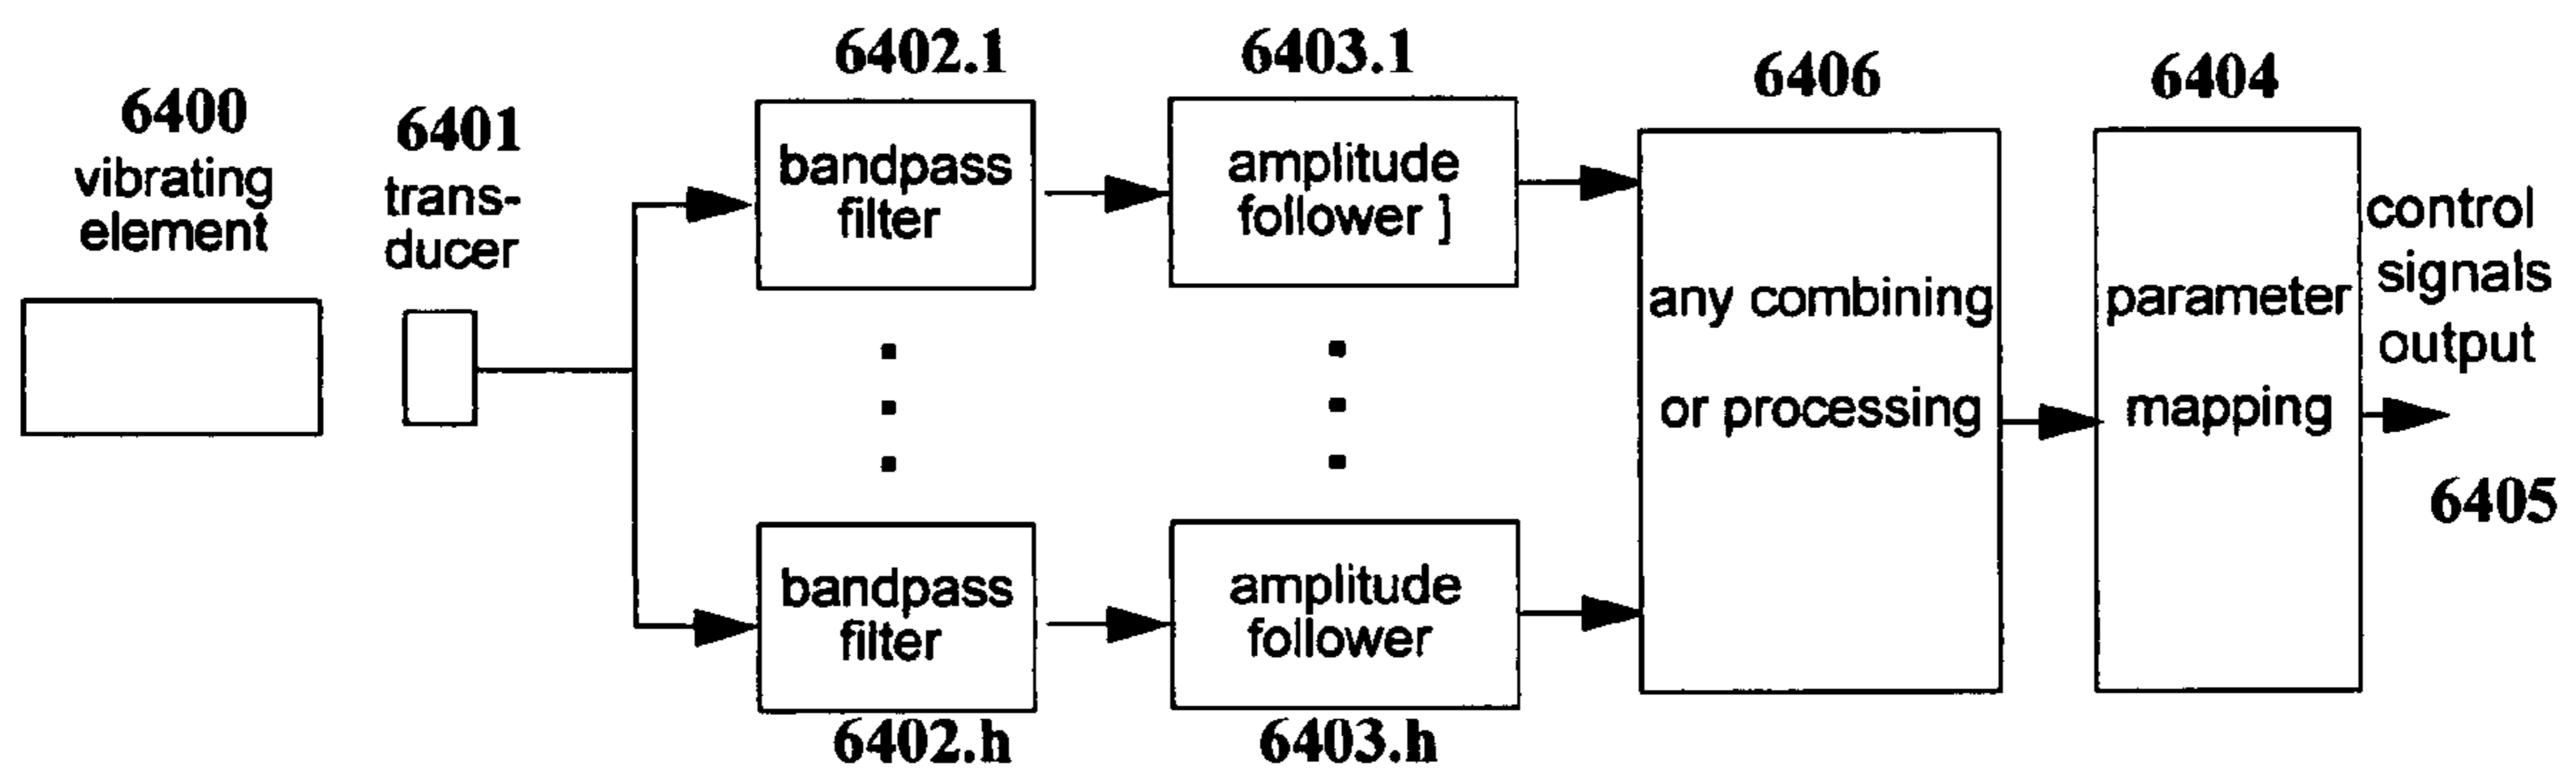 6400
vibrating
element
6401
trans-
ducer
6402.1
bandpass
filter
6403.1
amplitude
follower ]
6402.h
bandpass
filter
6403.h
amplitude
follower
6406
any combining
or processing
6404
parameter
mapping
control
signals
output
6405